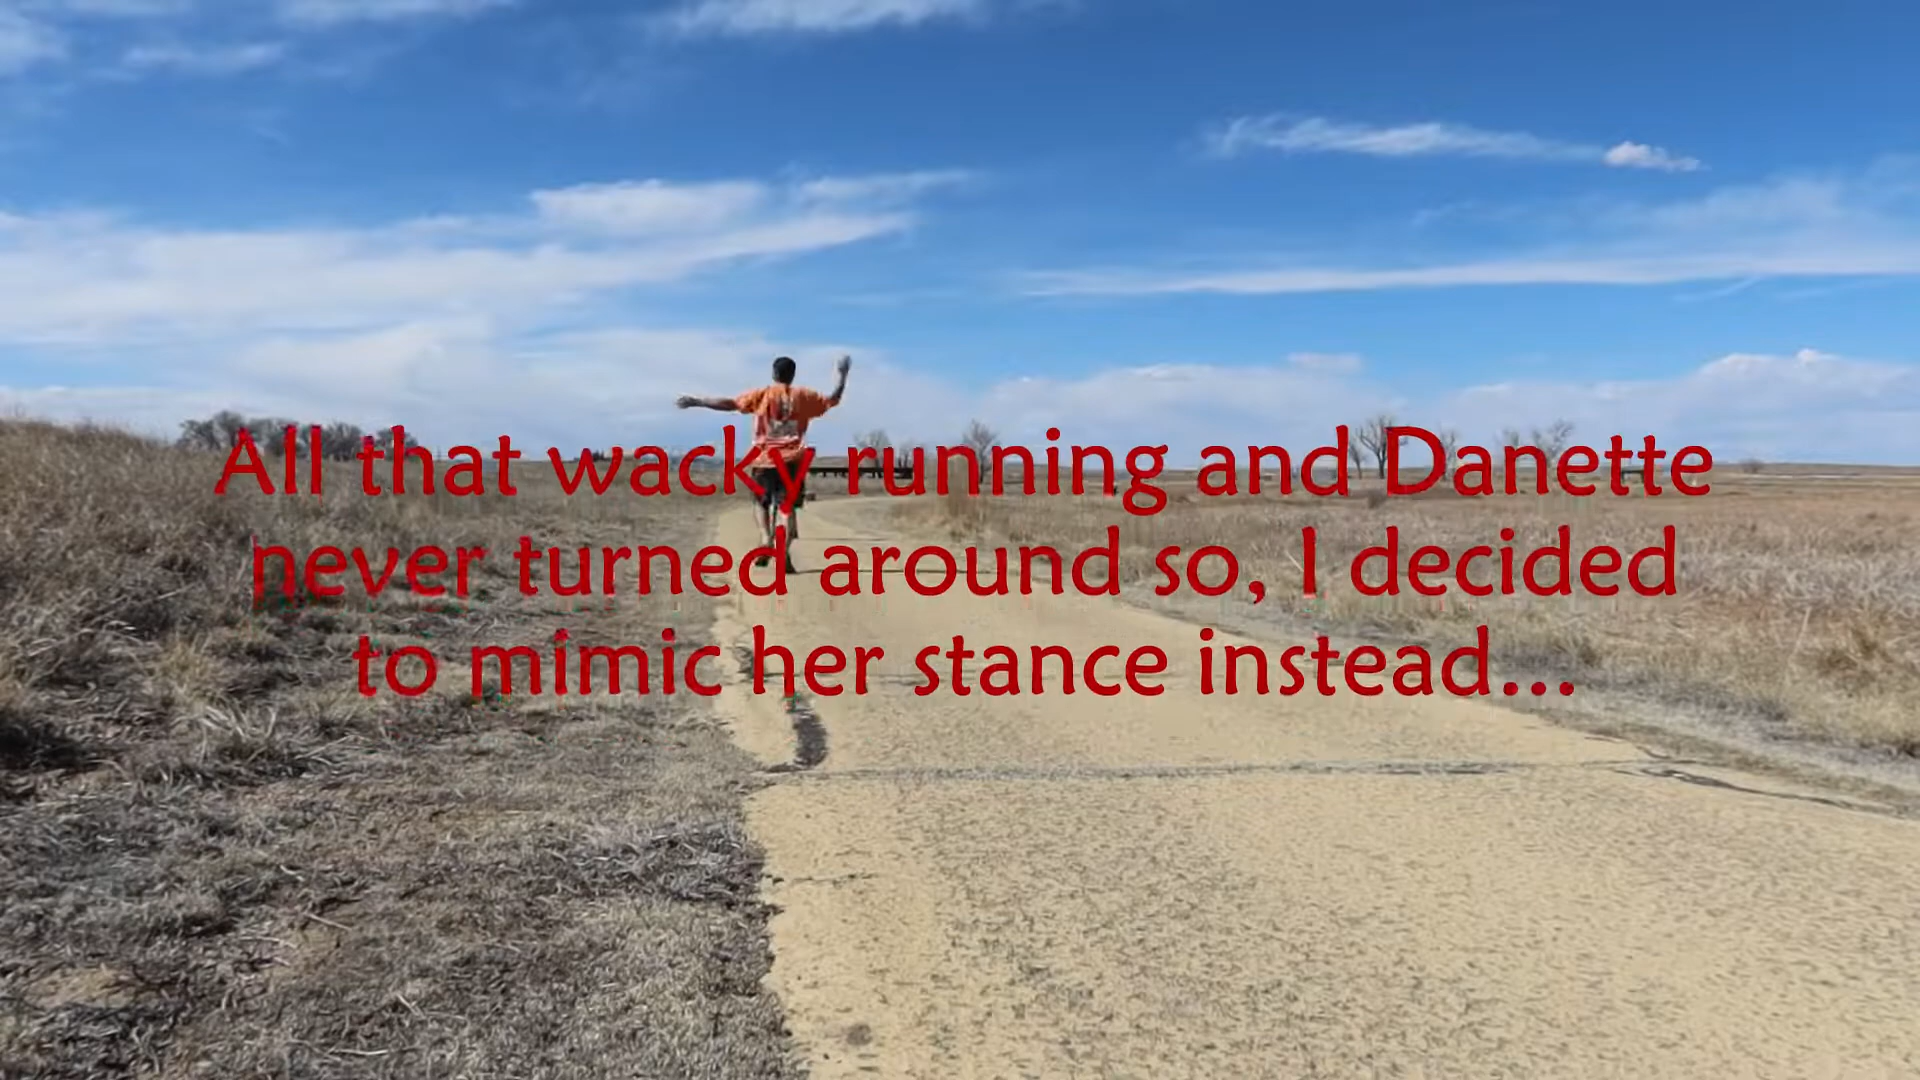 All that wacky running and Danette
never turned around so, I decided
to mimic her stance instead...